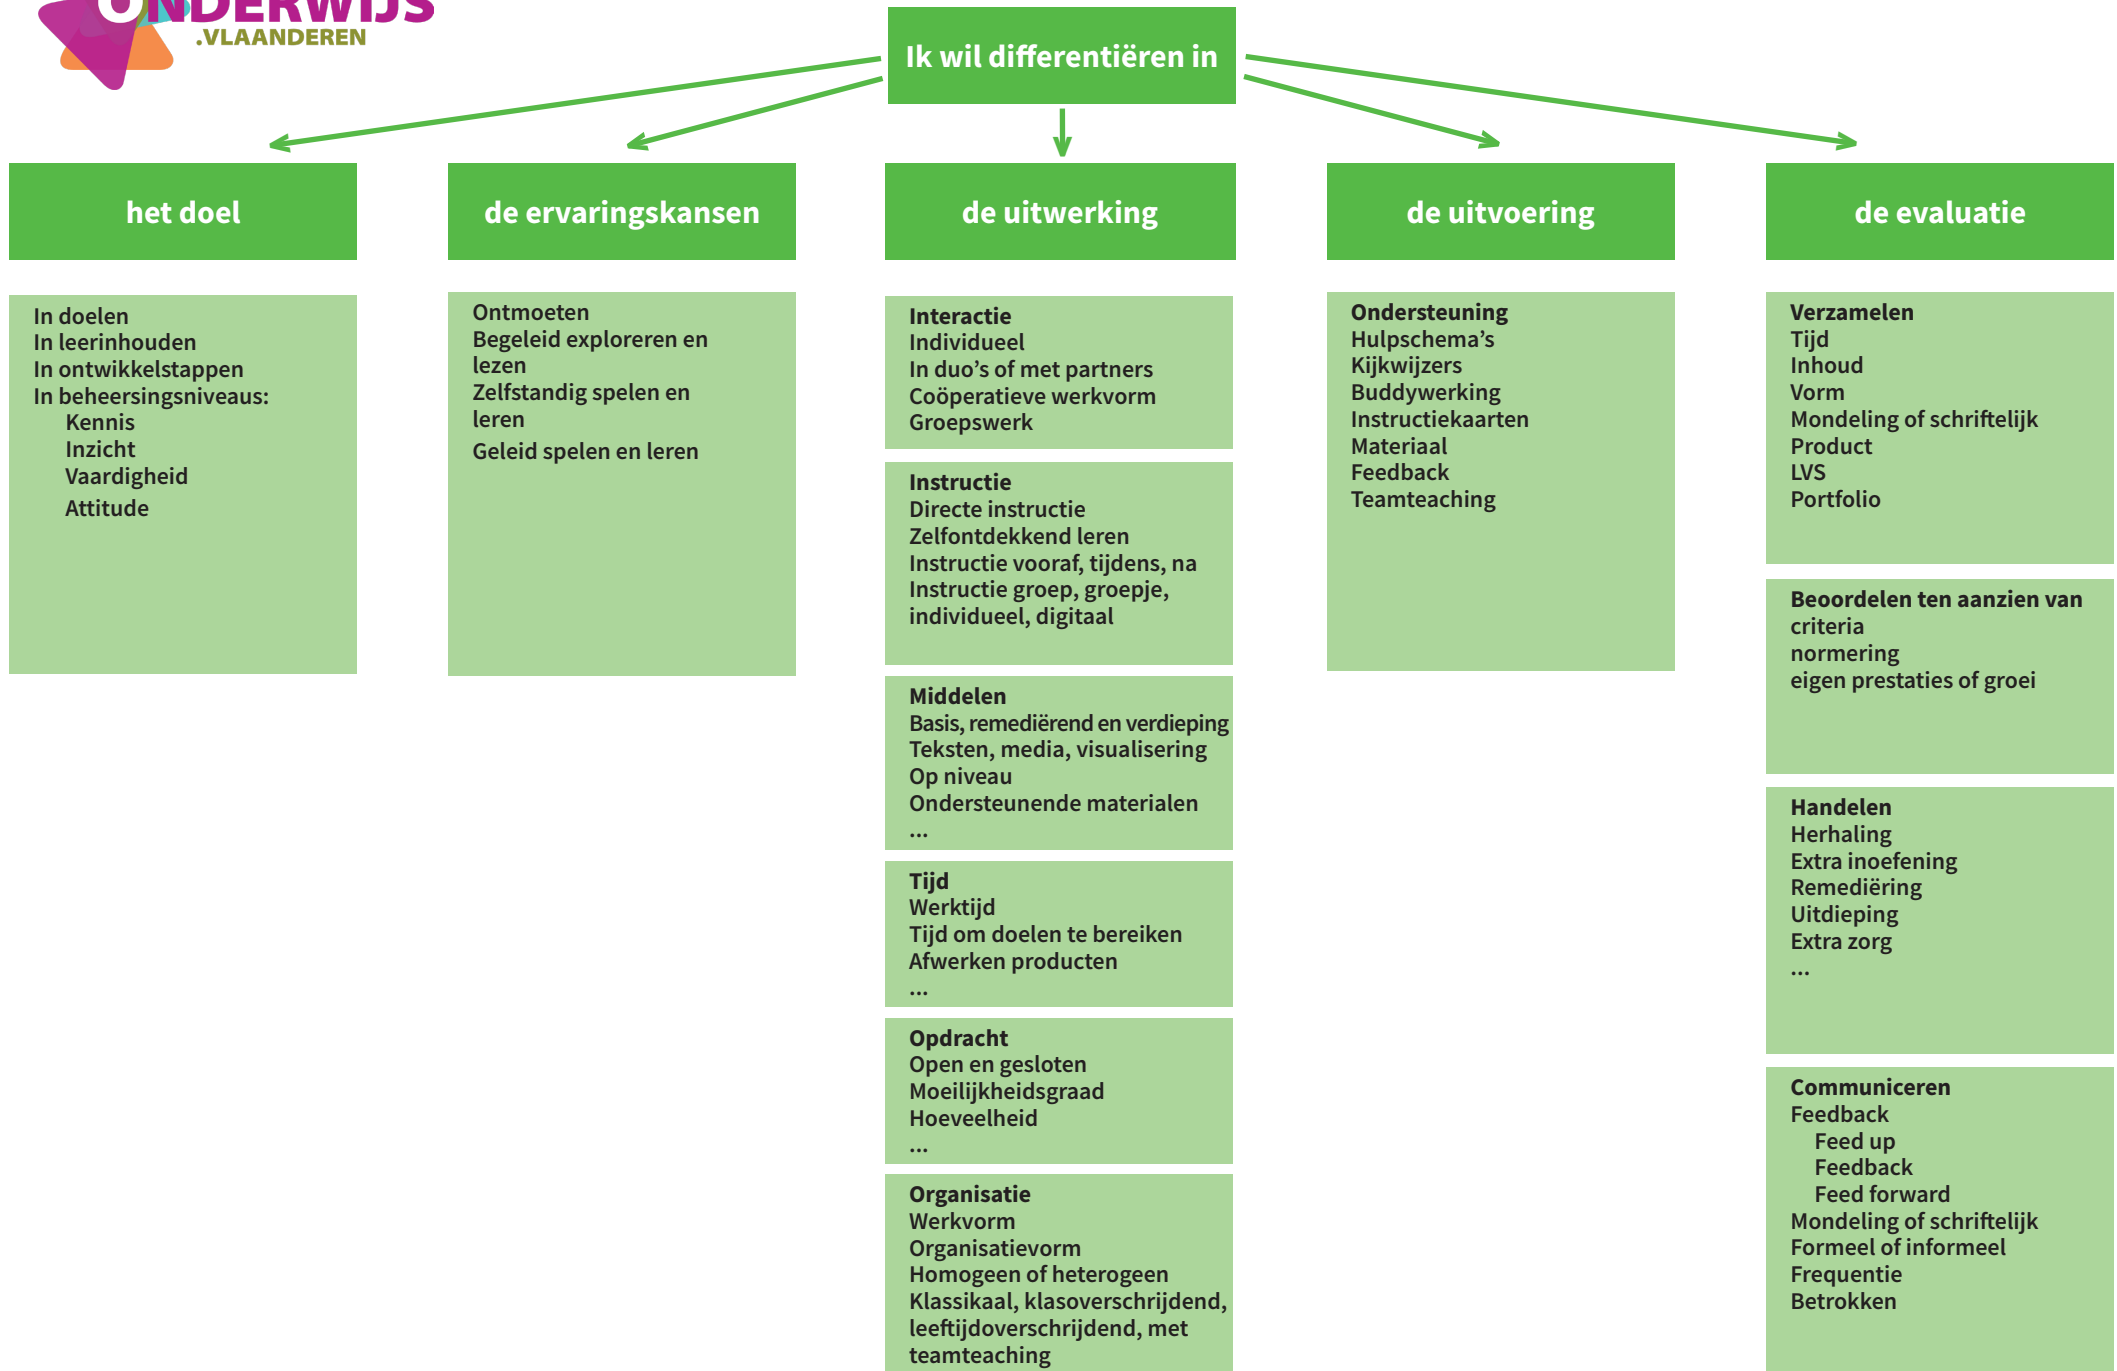 ONDERWIJS
.VLAANDEREN
Ik wil differentiëren in
het doel
In doelen
In leerinhouden
In ontwikkelstappen
In beheersingsniveaus:
Kennis
Inzicht
Vaardigheid
Attitude
de ervaringskansen
Ontmoeten
Begeleid exploreren en
lezen
Zelfstandig spelen en
leren
Geleid spelen en leren
de uitwerking
Interactie
Individueel
In duo’s of met partners
Coöperatieve werkvorm
Groepswerk
Instructie
Directe instructie
Zelfontdekkend leren
Instructie vooraf, tijdens, na
Instructie groep, groepje,
individueel, digitaal
Middelen
Basis, remediërend en verdieping
Teksten, media, visualisering
Op niveau
Ondersteunende materialen
...
Tijd
Werktijd
Tijd om doelen te bereiken
Afwerken producten
...
Opdracht
Open en gesloten
Moeilijkheidsgraad
Hoeveelheid
...
Organisatie
Werkvorm
Organisatievorm
Homogeen of heterogeen
Klassikaal, klasoverschrijdend,
leeftijdoverschrijdend, met
teamteaching
de uitvoering
Ondersteuning
Hulpschema’s
Kijkwijzers
Buddywerking
Instructiekaarten
Materiaal
Feedback
Teamteaching
de evaluatie
Verzamelen
Tijd
Inhoud
Vorm
Mondeling of schriftelijk
Product
LVS
Portfolio
Beoordelen ten aanzien van
criteria
normering
eigen prestaties of groei
Handelen
Herhaling
Extra inoefening
Remediëring
Uitdieping
Extra zorg
...
Communiceren
Feedback
Feed up
Feedback
Feed forward
Mondeling of schriftelijk
Formeel of informeel
Frequentie
Betrokken